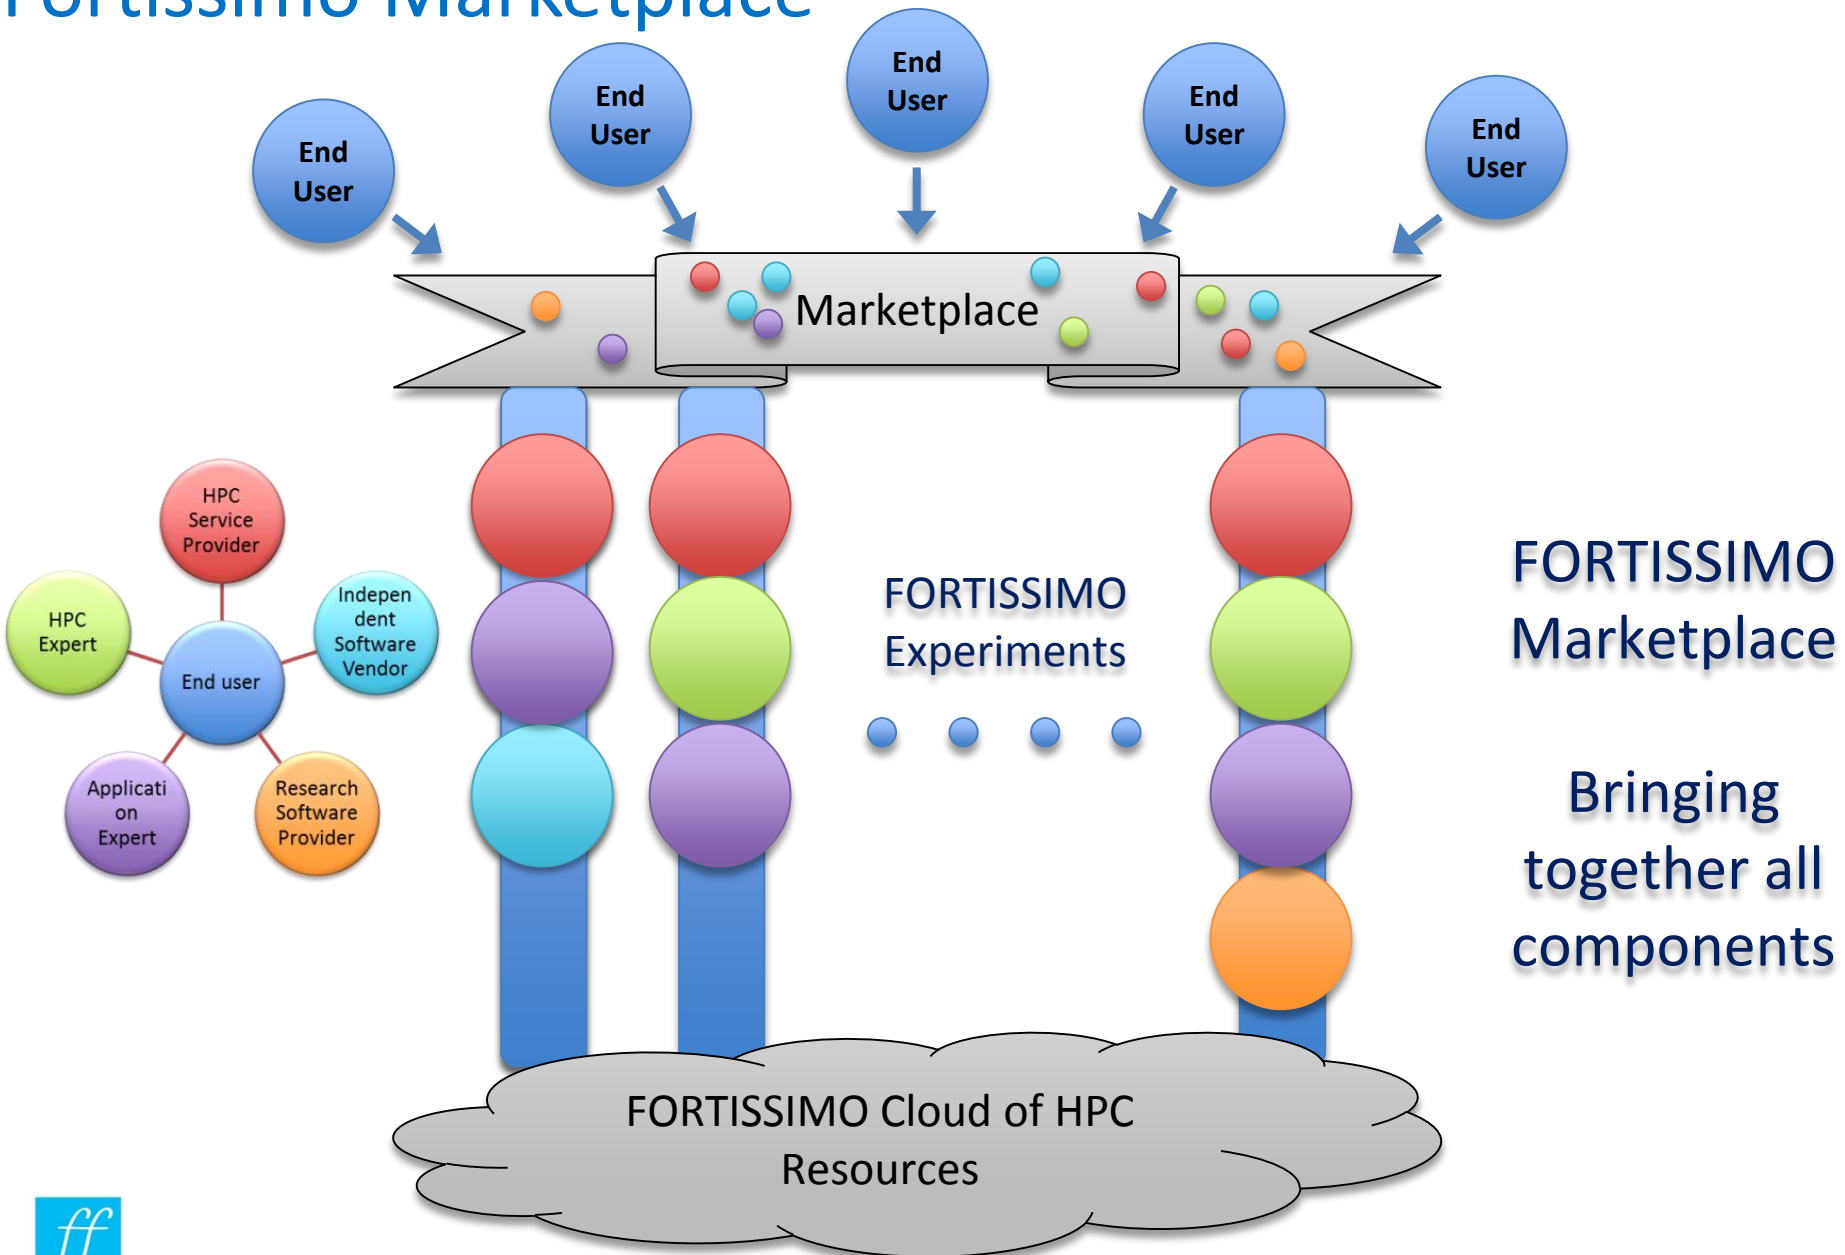 Fortissimo Marketplace
End
User
End
User
End
User
End
User
End
User
Marketplace
HPC
Service
Provider
HPC
Expert
Indepen
dent
Software
Vendor
End user
Applicati
on
Expert
Research
Software
Provider
FORTISSIMO
Experiments
FORTISSIMO
Marketplace
Bringing
together all
components
FORTISSIMO Cloud of HPC
Resources
ff